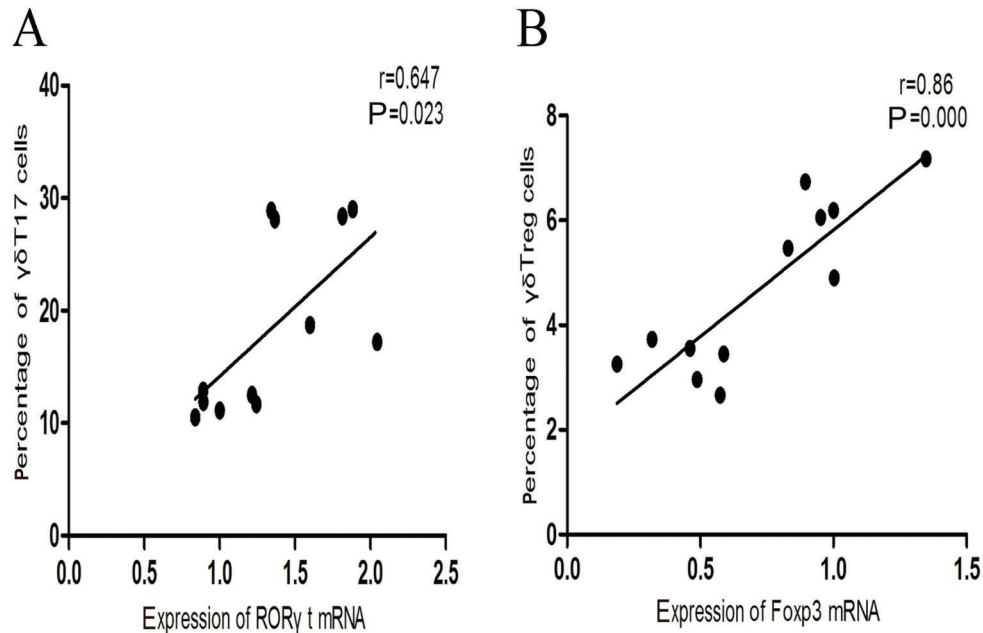 A
r=0.647
P=0.023
Percentage of γδT17 cells
40
30
20
10
0
0.0 0.5 1.0 1.5 2.0 2.5
Expression of RORγ t mRNA
B
r=0.86
P=0.000
Percentage of γδTreg cells
8
6
4
2
0
0.0 0.5 1.0 1.5
Expression of Foxp3 mRNA